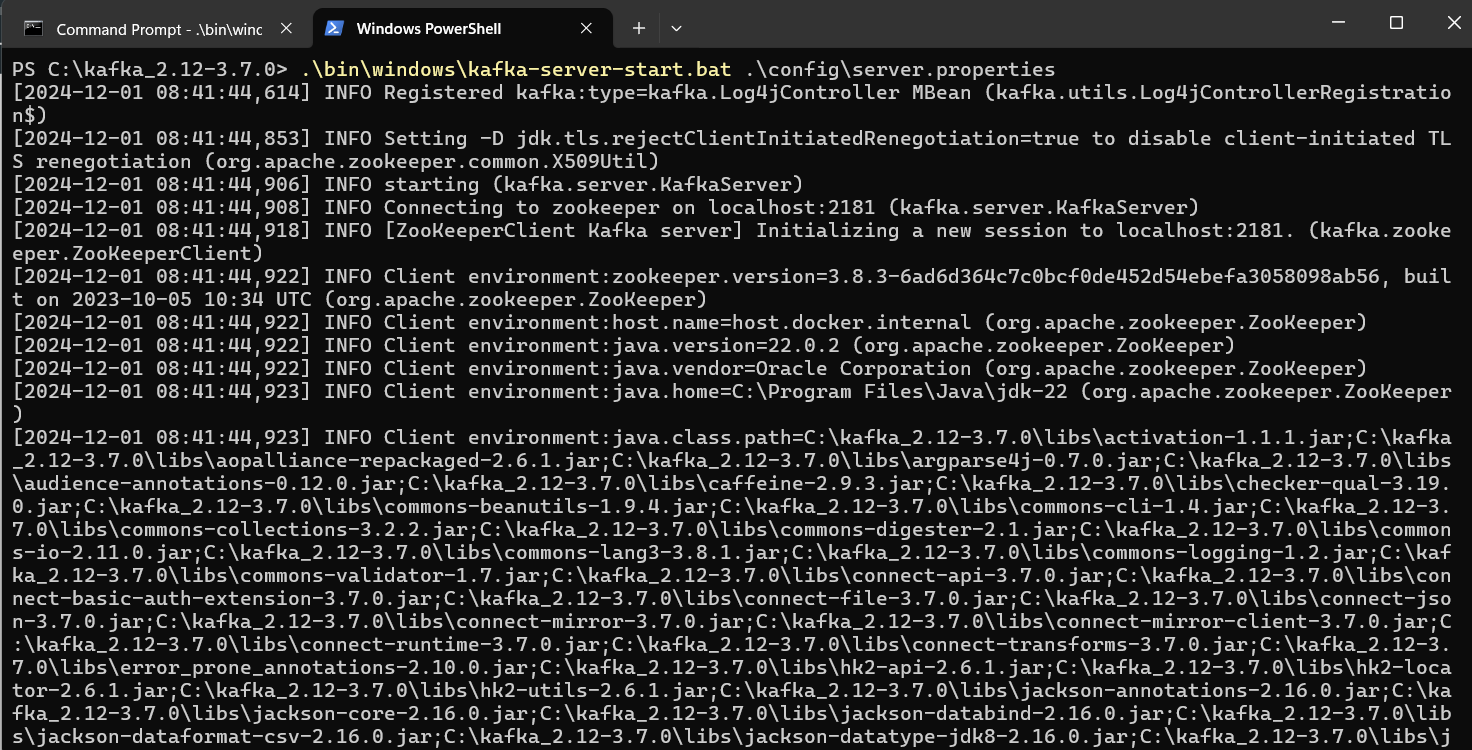 Command Prompt - .\bin\winc
Windows PowerShell
PS C:\kafka_2.12-3.7.0> .\bin\windows\kafka-server-start.bat .\config\server.properties
[2024-12-01 08:41:44,614] INFO Registered kafka:type=kafka.Log4jController MBean (kafka.utils.Log4jControllerRegistratio
n$)
[2024-12-01 08:41:44,853] INFO Setting -D jdk.tls.rejectClientInitiatedRenegotiation=true to disable client-initiated TL
S renegotiation (org.apache.zookeeper.common.X509Util)
[2024-12-01 08:41:44,906] INFO starting (kafka.server.KafkaServer)
[2024-12-01 08:41:44,908] INFO Connecting to zookeeper on localhost:2181 (kafka.server.KafkaServer)
[2024-12-01 08:41:44,918] INFO [ZooKeeperClient Kafka server] Initializing a new session to localhost:2181. (kafka.zooke
eper.ZooKeeperClient)
[2024-12-01 08:41:44,922] INFO Client environment:zookeeper.version=3.8.3-6ad6d364c7c0bcf0de452d54ebefa3058098ab56, buil
t on 2023-10-05 10:34 UTC (org.apache.zookeeper.ZooKeeper)
[2024-12-01 08:41:44,922] INFO Client environment:host.name=host.docker.internal (org.apache.zookeeper.ZooKeeper)
[2024-12-01 08:41:44,922] INFO Client environment:java.version=22.0.2 (org.apache.zookeeper.ZooKeeper)
[2024-12-01 08:41:44,922] INFO Client environment:java.vendor=Oracle Corporation (org.apache.zookeeper.ZooKeeper)
[2024-12-01 08:41:44,923] INFO Client environment:java.home=C:\Program Files\Java\jdk-22 (org.apache.zookeeper.ZooKeeper
)
[2024-12-01 08:41:44,923] INFO Client environment:java.class.path=C:\kafka_2.12-3.7.0\libs\activation-1.1.1.jar;C:\kafka
_2.12-3.7.0\libs\aopalliance-repackaged-2.6.1.jar;C:\kafka_2.12-3.7.0\libs\argparse4j-0.7.0.jar;C:\kafka_2.12-3.7.0\libs
\audience-annotations-0.12.0.jar;C:\kafka_2.12-3.7.0\libs\caffeine-2.9.3.jar;C:\kafka_2.12-3.7.0\libs\checker-qual-3.19.
0.jar;C:\kafka_2.12-3.7.0\libs\commons-beanutils-1.9.4.jar;C:\kafka_2.12-3.7.0\libs\commons-cli-1.4.jar;C:\kafka_2.12-3.
7.0\libs\commons-collections-3.2.2.jar;C:\kafka_2.12-3.7.0\libs\commons-digester-2.1.jar;C:\kafka_2.12-3.7.0\libs\common
s-io-2.11.0.jar;C:\kafka_2.12-3.7.0\libs\commons-lang3-3.8.1.jar;C:\kafka_2.12-3.7.0\libs\commons-logging-1.2.jar;C:\kaf
ka_2.12-3.7.0\libs\commons-validator-1.7.jar;C:\kafka_2.12-3.7.0\libs\connect-api-3.7.0.jar;C:\kafka_2.12-3.7.0\libs\con
nect-basic-auth-extension-3.7.0.jar;C:\kafka_2.12-3.7.0\libs\connect-file-3.7.0.jar;C:\kafka_2.12-3.7.0\libs\connect-jso
n-3.7.0.jar;C:\kafka_2.12-3.7.0\libs\connect-mirror-3.7.0.jar;C:\kafka_2.12-3.7.0\libs\connect-mirror-client-3.7.0.jar;C
:\kafka_2.12-3.7.0\libs\connect-runtime-3.7.0.jar;C:\kafka_2.12-3.7.0\libs\connect-transforms-3.7.0.jar;C:\kafka_2.12-3.
7.0\libs\error_prone_annotations-2.10.0.jar;C:\kafka_2.12-3.7.0\libs\hk2-api-2.6.1.jar;C:\kafka_2.12-3.7.0\libs\hk2-loca
tor-2.6.1.jar;C:\kafka_2.12-3.7.0\libs\hk2-utils-2.6.1.jar;C:\kafka_2.12-3.7.0\libs\jackson-annotations-2.16.0.jar;C:\ka
fka_2.12-3.7.0\libs\jackson-core-2.16.0.jar;C:\kafka_2.12-3.7.0\libs\jackson-databind-2.16.0.jar;C:\kafka_2.12-3.7.0\lib
s\jackson-dataformat-csv-2.16.0.jar;C:\kafka_2.12-3.7.0\libs\jackson-datatype-jdk8-2.16.0.jar;C:\kafka_2.12-3.7.0\libs\j